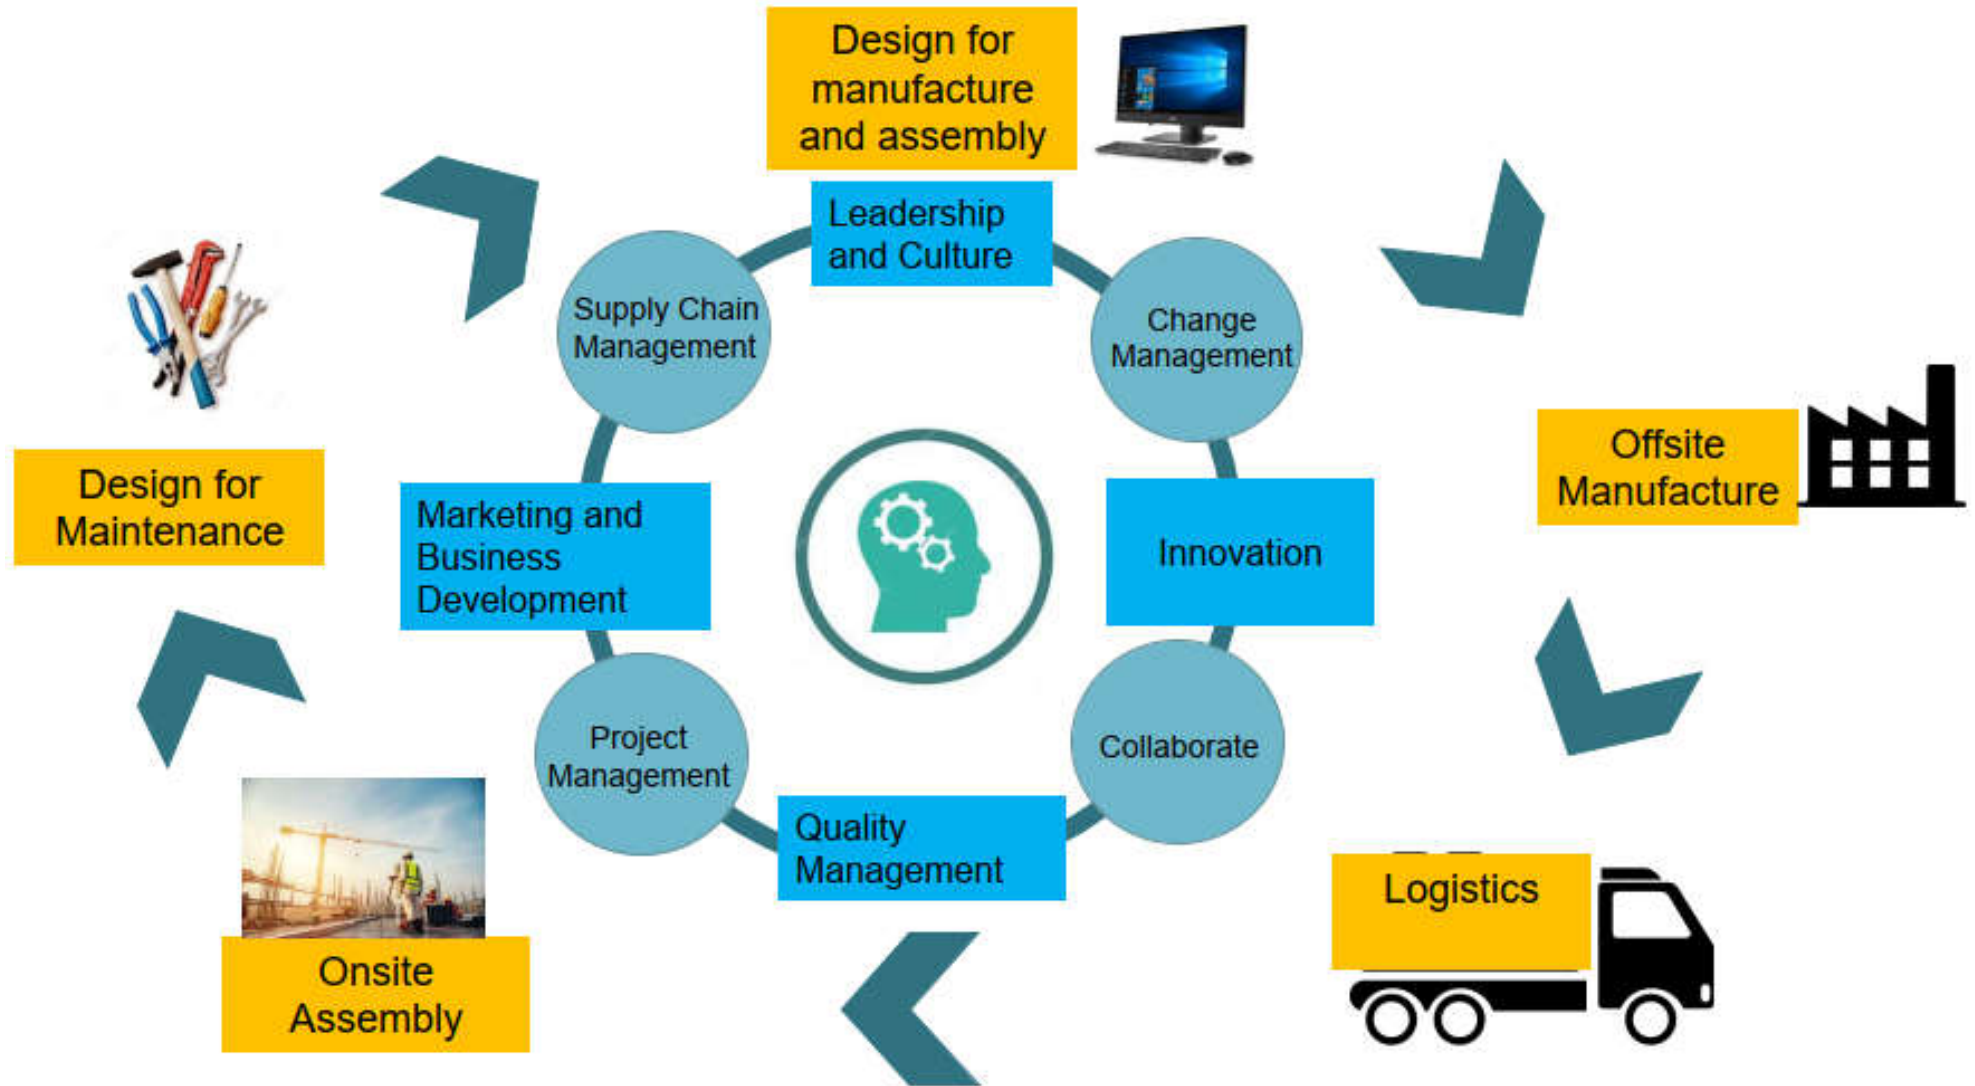 Design for
manufacture
and assembly
Leadership
and Culture
Supply Chain
Management
Change
Management
Offsite
Manufacture
Design for
Maintenance
Marketing and
Business
Development
Innovation
Project
Management
Collaborate
Quality
Management
Logistics
Onsite
Assembly